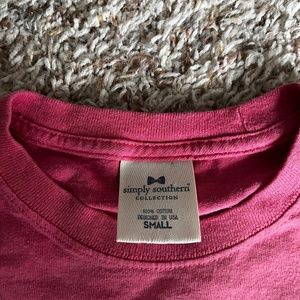 simply southern
COLLECTION
100% COTTON
DESIGNED IN USA
SMALL